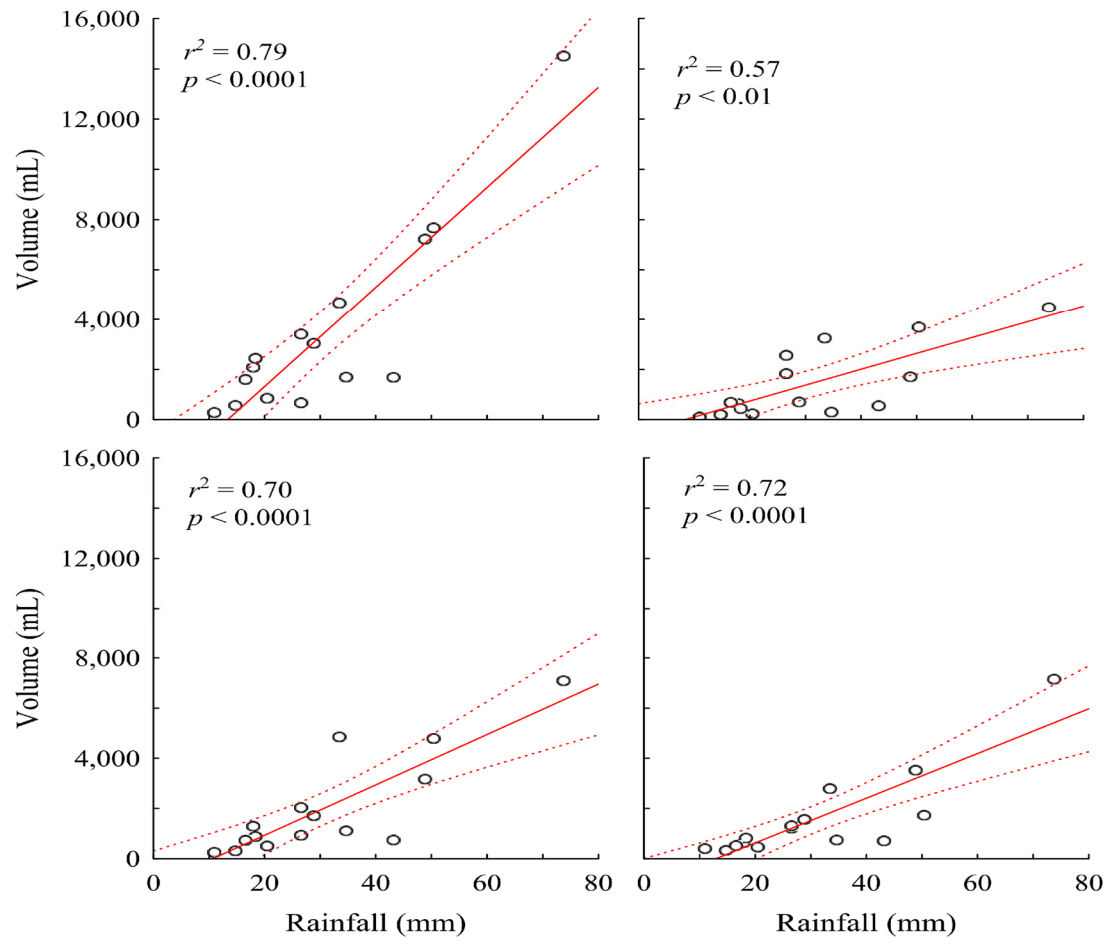 16,000
r² = 0.79
p < 0.0001
12,000
8,000
4,000
0
Volume (mL)
r² = 0.57
p < 0.01
16,000
r² = 0.70
p < 0.0001
12,000
8,000
4,000
0
Volume (mL)
0 20 40 60 80
Rainfall (mm)
r² = 0.72
p < 0.0001
0 20 40 60 80
Rainfall (mm)